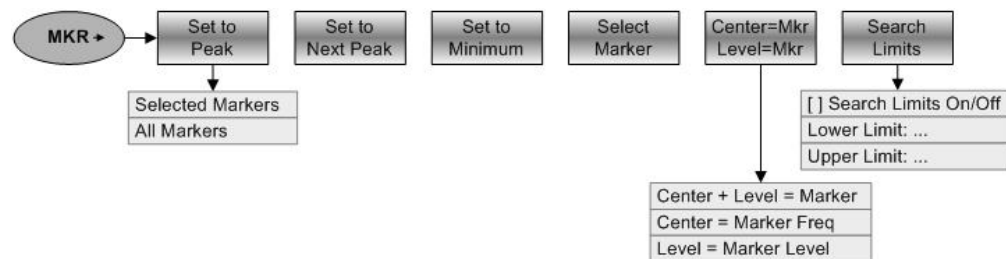 MKR
Set to
Peak
Set to
Next Peak
Set to
Minimum
Select
Marker
Center=Mkr
Level=Mkr
Search
Limits
Selected Markers
All Markers
[ ] Search Limits On/Off
Lower Limit: ...
Upper Limit: ...
Center + Level = Marker
Center = Marker Freq
Level = Marker Level